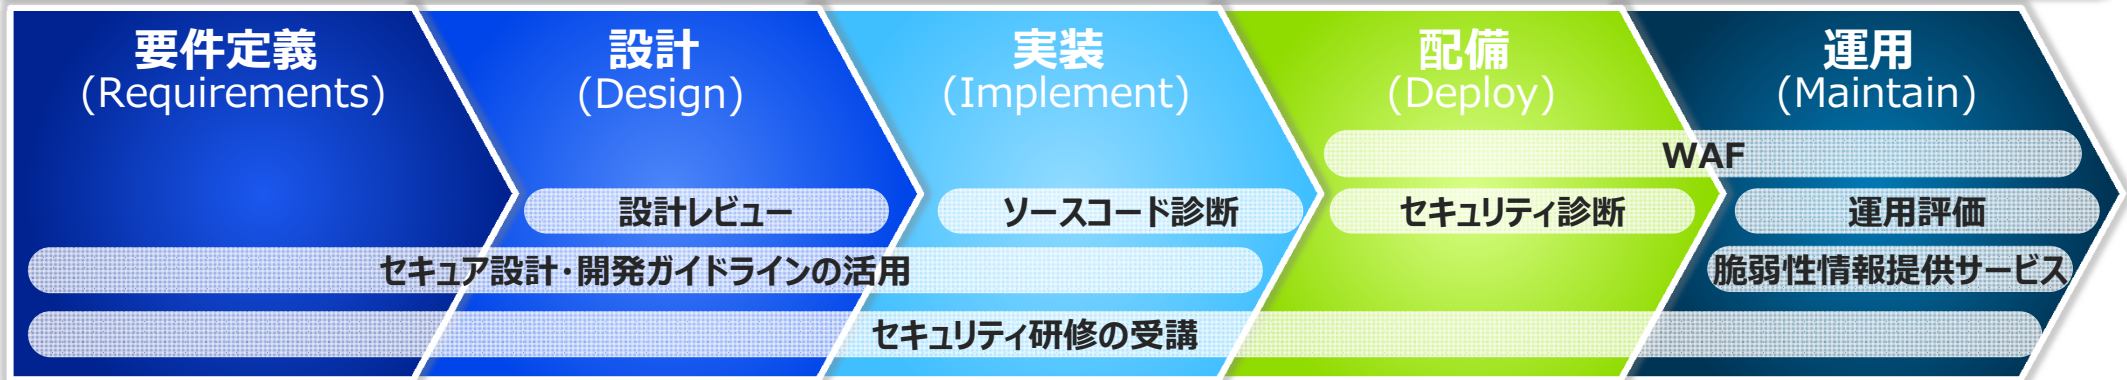 要件定義
(Requirements)
設計
(Design)
実装
(Implement)
配備
(Deploy)
運用
(Maintain)
WAF
設計レビュー
ソースコード診断
セキュリティ診断
運用評価
セキュア設計・開発ガイドラインの活用
脆弱性情報提供サービス
セキュリティ研修の受講